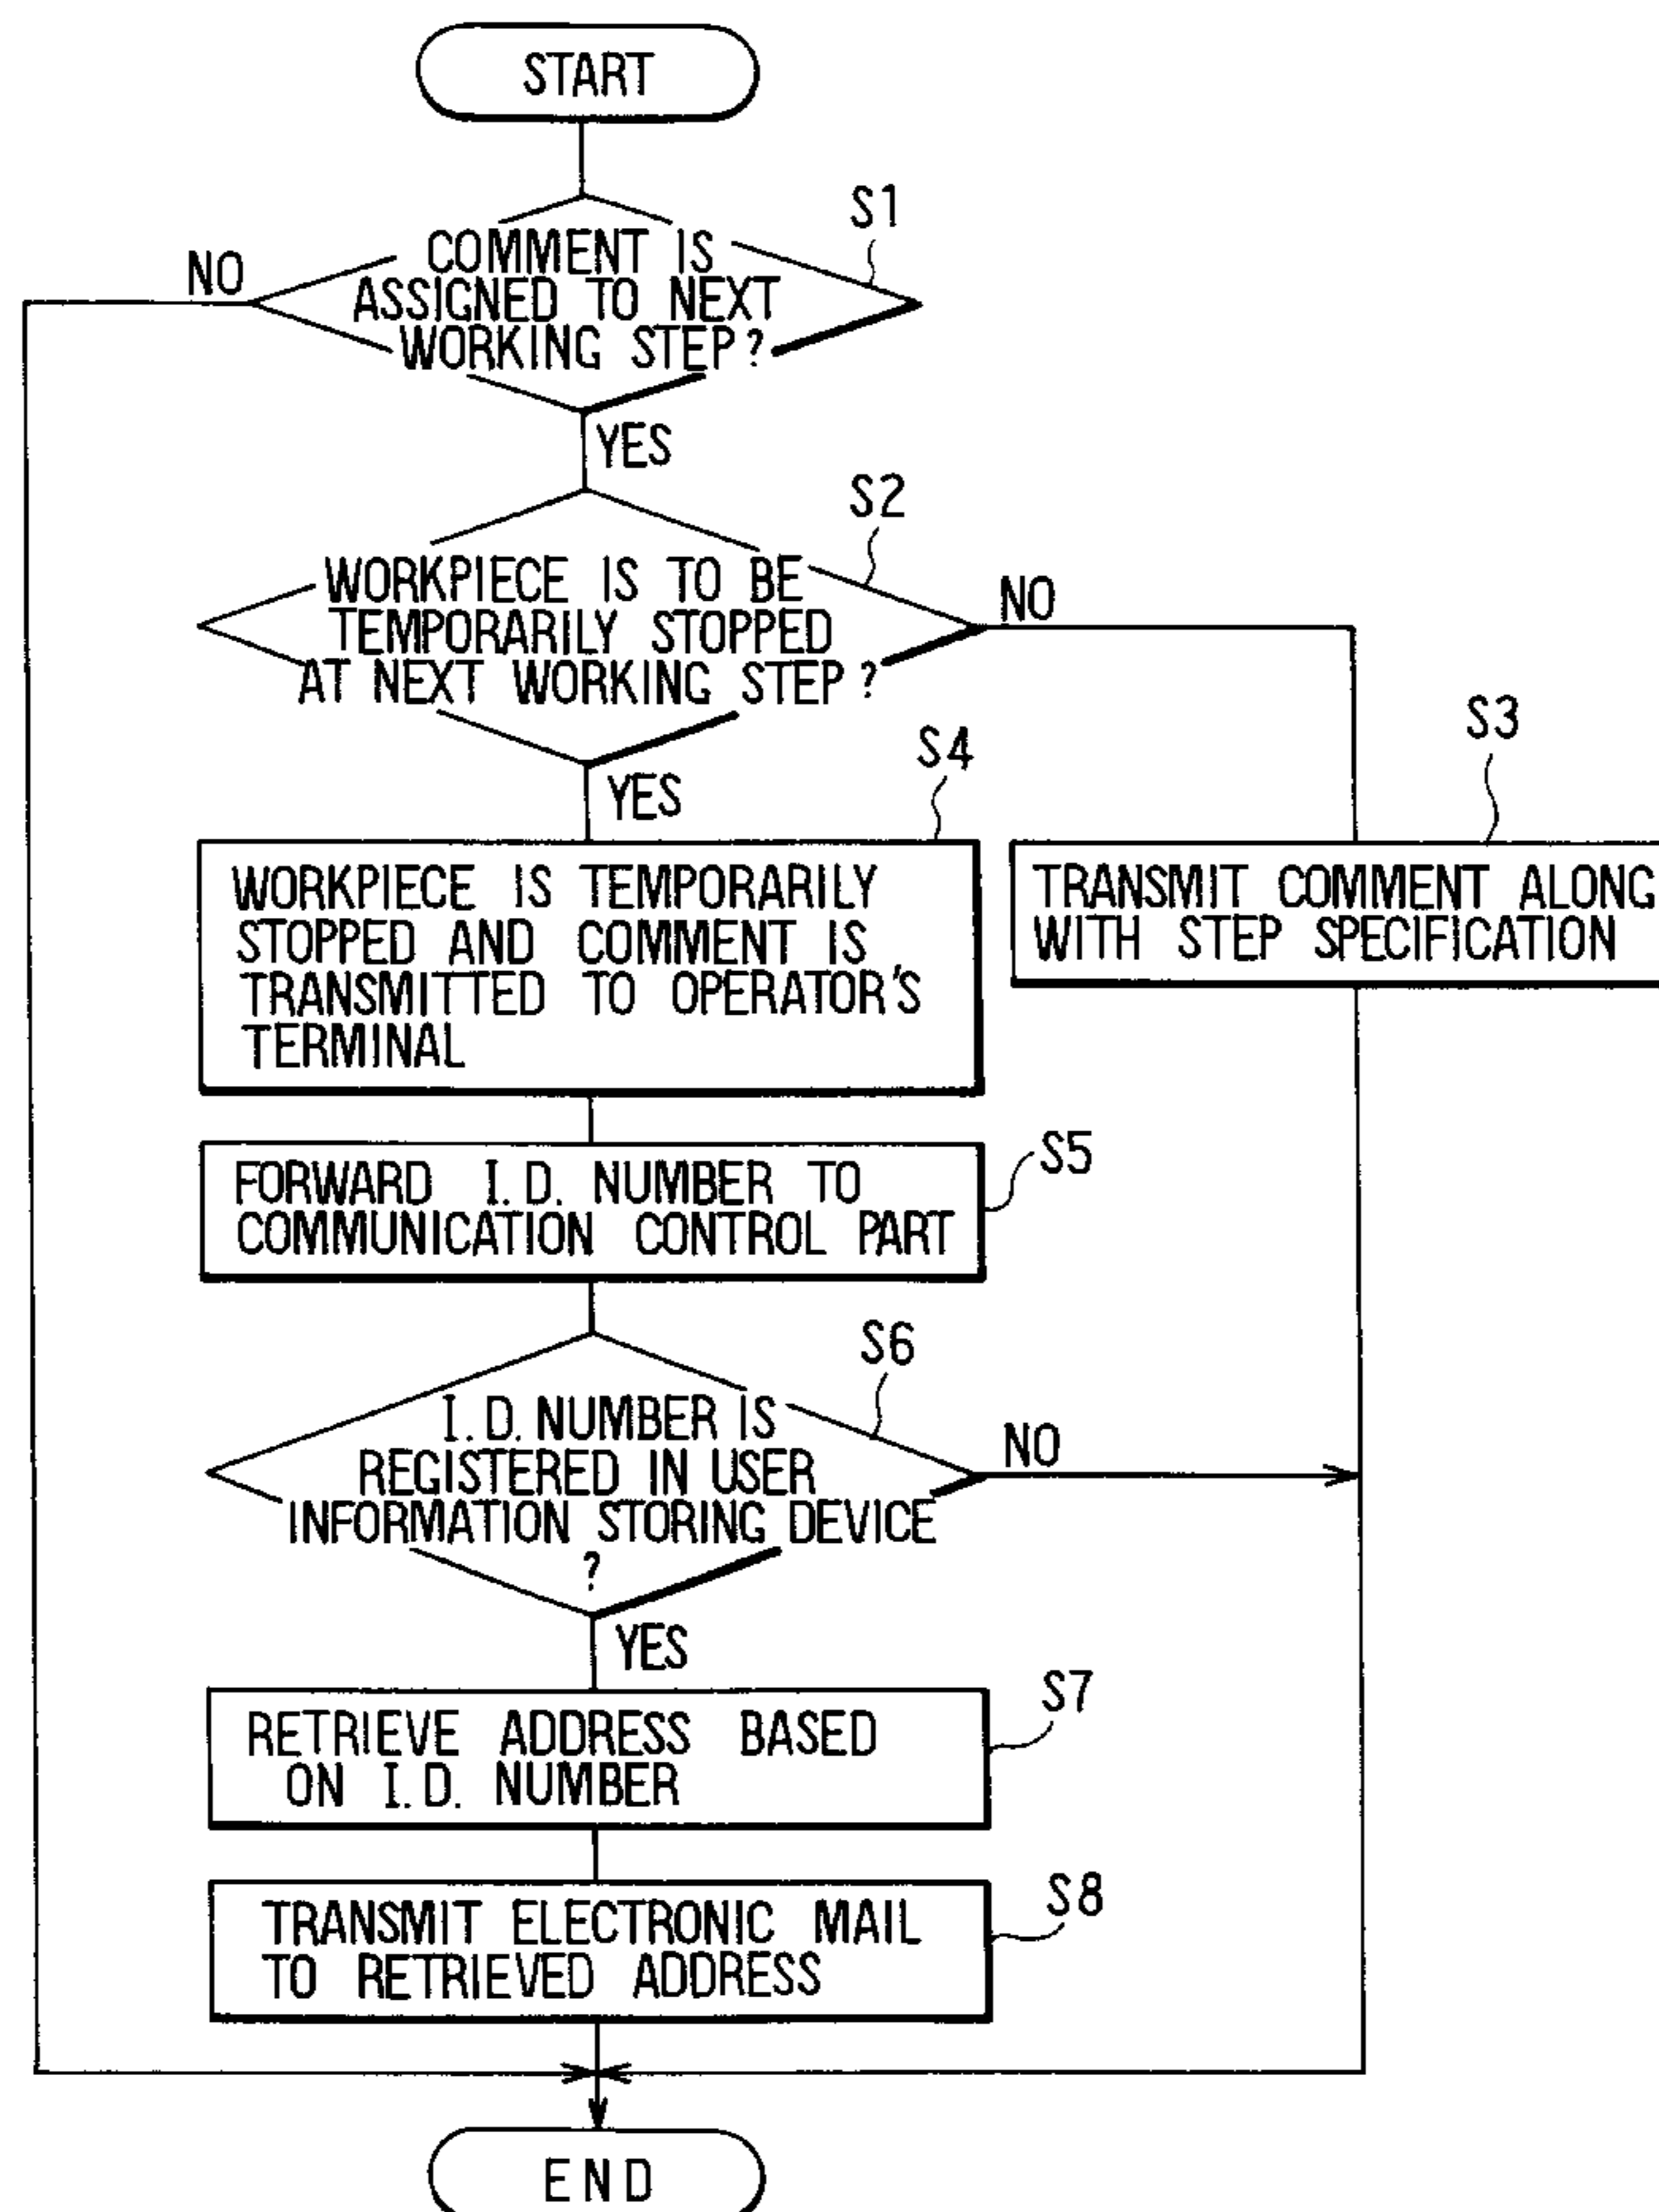 START
S1
NO
COMMENT IS
ASSIGNED TO NEXT
WORKING STEP?
YES
S2
WORKPIECE IS TO BE
TEMPORARILY STOPPED
AT NEXT WORKING STEP?
NO
YES
S4
WORKPIECE IS TEMPORARILY
STOPPED AND COMMENT IS
TRANSMITTED TO OPERATOR'S
TERMINAL
S3
TRANSMIT COMMENT ALONG
WITH STEP SPECIFICATION
S5
FORWARD I.D. NUMBER TO
COMMUNICATION CONTROL PART
S6
I.D. NUMBER IS
REGISTERED IN USER
INFORMATION STORING DEVICE
?
NO
YES
S7
RETRIEVE ADDRESS BASED
ON I.D. NUMBER
S8
TRANSMIT ELECTRONIC MAIL
TO RETRIEVED ADDRESS
END